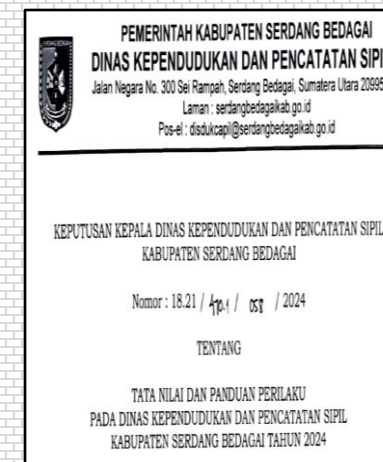 PEMERINTAH KABUPATEN SERDANG BEDAGAI
DINAS KEPENDUDUKAN DAN PENCATATAN SIPI
Jalan Negara No. 300 Sei Rampah, Serdang Bedagai, Sumatera Utara 20995
Laman : serdangbedagaikab.go.id
Pos-el : disdukcapil@serdangbedagaikab.go.id
KEPUTUSAN KEPALA DINAS KEPENDUDUKAN DAN PENCATATAN SIPIL
KABUPATEN SERDANG BEDAGAI
Nomor : 18.21 / 470.1 / 058 / 2024
TENTANG
TATA NILAI DAN PANDUAN PERILAKU
PADA DINAS KEPENDUDUKAN DAN PENCATATAN SIPIL
KABUPATEN SERDANG BEDAGAI TAHUN 2024